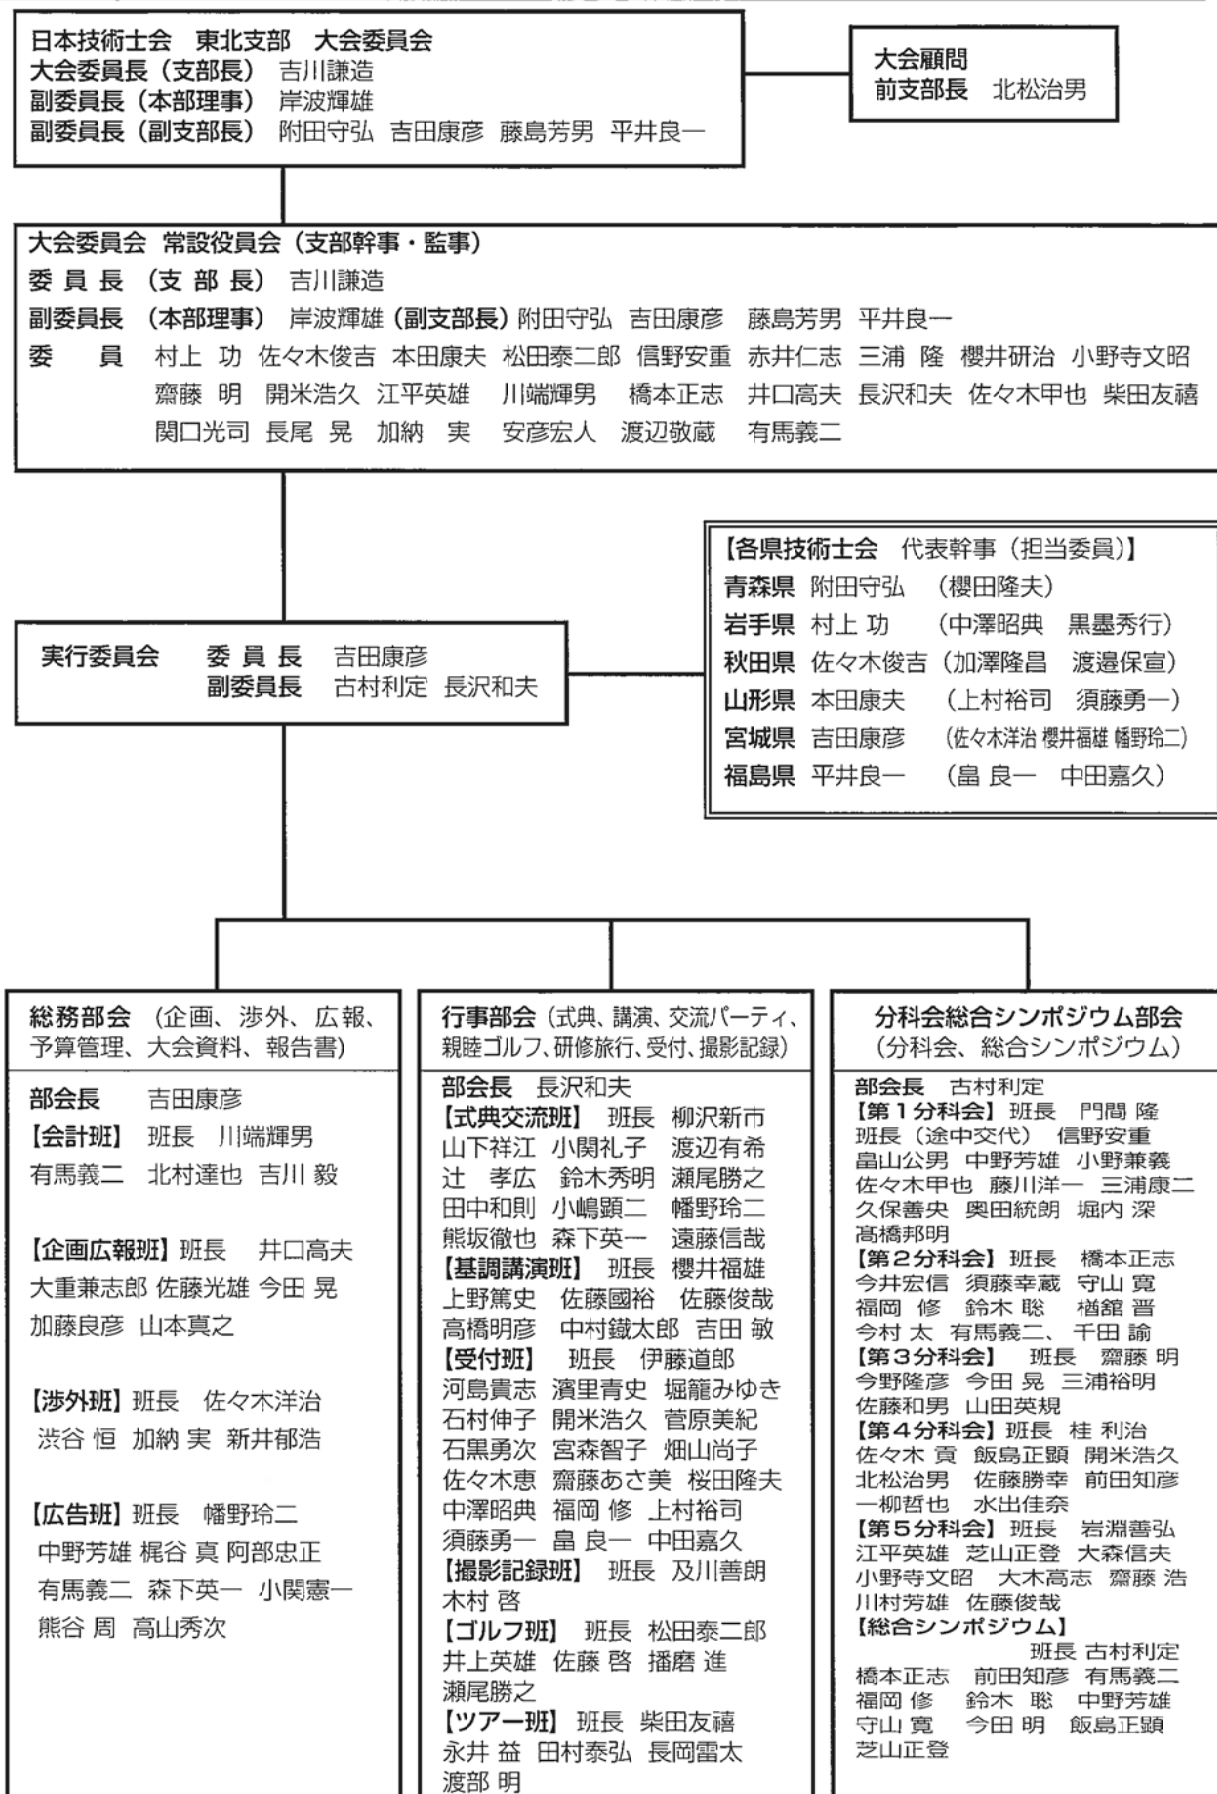 日本技術士会 東北支部 大会委員会
大会委員長（支部長） 吉川謙造
副委員長（本部理事） 岸波輝雄
副委員長（副支部長） 附田守弘 吉田康彦 藤島芳男 平井良一
大会顧問
前支部長 北松治男
大会委員会 常設役員会（支部幹事・監事）
委員長（支部長） 吉川謙造
副委員長（本部理事） 岸波輝雄（副支部長）附田守弘 吉田康彦 藤島芳男 平井良一
委員 村上 功 佐々木俊吉 本田康夫 松田泰二郎 信野安重 赤井仁志 三浦 隆 櫻井研治 小野寺文昭
齋藤 明 開米浩久 江平英雄 川端輝男 橋本正志 井口高夫 長沢和夫 佐々木甲也 柴田友禧
関口光司 長尾 晃 加納 実 安彦宏人 渡辺敬蔵 有馬義二
【各県技術士会 代表幹事（担当委員）】
青森県 附田守弘 （櫻田隆夫）
岩手県 村上 功 （中澤昭典 黒墨秀行）
秋田県 佐々木俊吉（加澤隆昌 渡邉保宣）
山形県 本田康夫 （上村裕司 須藤勇一）
宮城県 吉田康彦 （佐々木洋治 櫻井福雄 幡野玲二）
福島県 平井良一 （畠 良一 中田嘉久）
実行委員会 委員長 吉田康彦
副委員長 古村利定 長沢和夫
総務部会 （企画、渉外、広報、
予算管理、大会資料、報告書）
部会長 吉田康彦
【会計班】 班長 川端輝男
有馬義二 北村達也 吉川 毅
【企画広報班】班長 井口高夫
大重兼志郎 佐藤光雄 今田 晃
加藤良彦 山本真之
【渉外班】班長 佐々木洋治
渋谷 恒 加納 実 新井郁浩
【広告班】班長 幡野玲二
中野芳雄 梶谷 真 阿部忠正
有馬義二 森下英一 小関憲一
熊谷 周 高山秀次
行事部会（式典、講演、交流パーティ、
親睦ゴルフ、研修旅行、受付、撮影記録）
部会長 長沢和夫
【式典交流班】 班長 柳沢新市
山下祥江 小関礼子 渡辺有希
辻 孝広 鈴木秀明 瀬尾勝之
田中和則 小嶋顕二 幡野玲二
熊坂徹也 森下英一 遠藤信哉
【基調講演班】 班長 櫻井福雄
上野篤史 佐藤國裕 佐藤俊哉
高橋明彦 中村鐵太郎 吉田 敏
【受付班】 班長 伊藤道郎
河島貴志 濱里青史 堀籠みゆき
石村伸子 開米浩久 菅原美紀
石黒勇次 宮森智子 畑山尚子
佐々木恵 齋藤あさ美 桜田隆夫
中澤昭典 福岡 修 上村裕司
須藤勇一 畠 良一 中田嘉久
【撮影記録班】 班長 及川善朗
木村 啓
【ゴルフ班】 班長 松田泰二郎
井上英雄 佐藤 啓 播磨 進
瀬尾勝之
【ツアー班】 班長 柴田友禧
永井 益 田村泰弘 長岡雷太
渡部 明
分科会総合シンポジウム部会
（分科会、総合シンポジウム）
部会長 古村利定
【第１分科会】班長 門間 隆
班長（途中交代） 信野安重
畠山公男 中野芳雄 小野兼義
佐々木甲也 藤川洋一 三浦康二
久保善央 奥田統朗 堀内 深
髙橋邦明
【第２分科会】班長 橋本正志
今井宏信 須藤幸蔵 守山 寛
福岡 修 鈴木 聡 楢舘 晋
今村 太 有馬義二、千田 諭
【第３分科会】 班長 齋藤 明
今野隆彦 今田 晃 三浦裕明
佐藤和男 山田英規
【第４分科会】班長 桂 利治
佐々木 貢 飯島正顕 開米浩久
北松治男 佐藤勝幸 前田知彦
一柳哲也 水出佳奈
【第５分科会】班長 岩淵善弘
江平英雄 芝山正登 大森信夫
小野寺文昭 大木高志 齋藤 浩
川村芳雄 佐藤俊哉
【総合シンポジウム】
班長 古村利定
橋本正志 前田知彦 有馬義二
福岡 修 鈴木 聡 中野芳雄
守山 寛 今田 明 飯島正顕
芝山正登